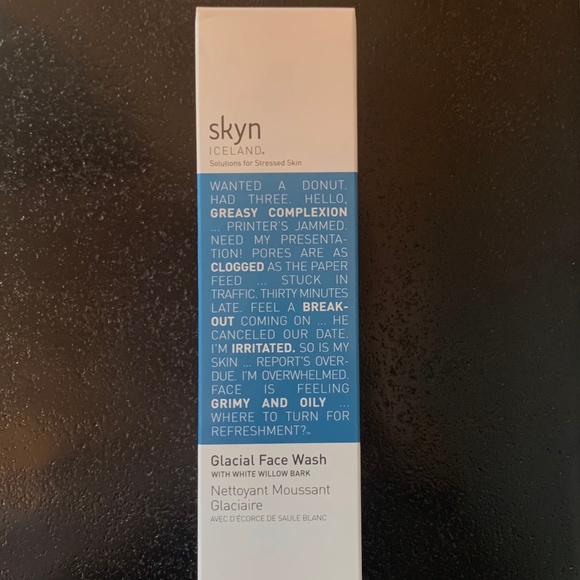 skyn
ICELAND®
Solutions for Stressed Skin
WANTED A DONUT.
HAD THREE. HELLO,
GREASY COMPLEXION
... PRINTER'S JAMMED.
NEED MY PRESENTA-
TION! PORES ARE AS
CLOGGED AS THE PAPER
FEED ... STUCK IN
TRAFFIC. THIRTY MINUTES
LATE. FEEL A BREAK-
OUT COMING ON ... HE
CANCELED OUR DATE.
I'M IRRITATED. SO IS MY
SKIN ... REPORT'S OVER-
DUE. I'M OVERWHELMED.
FACE IS FEELING
GRIMY AND OILY ...
WHERE TO TURN FOR
REFRESHMENT?™
Glacial Face Wash
WITH WHITE WILLOW BARK
Nettoyant Moussant
Glaciaire
AVEC D'ÉCORCE DE SAULE BLANC